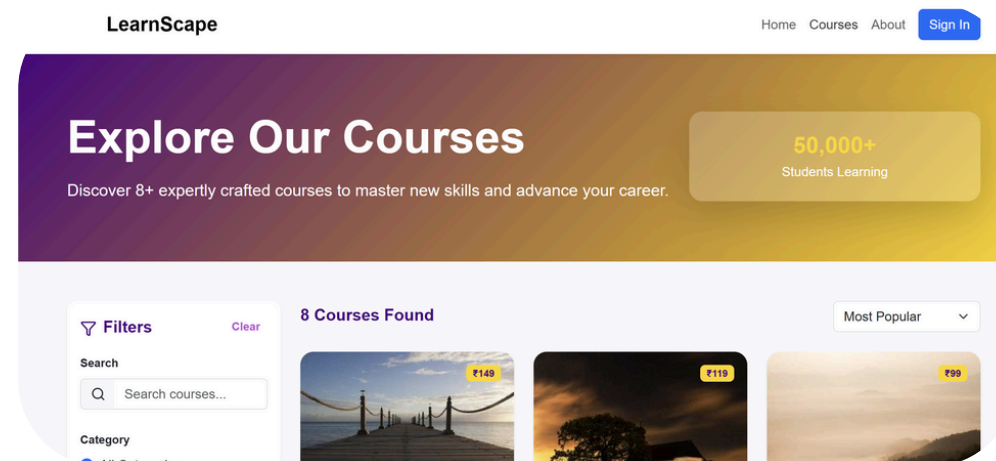 LearnScape
Home Courses About Sign In
Explore Our Courses
Discover 8+ expertly crafted courses to master new skills and advance your career.
50,000+
Students Learning
Filters
Clear
Search
Search courses...
Category
8 Courses Found
Most Popular
₹149
₹119
₹99